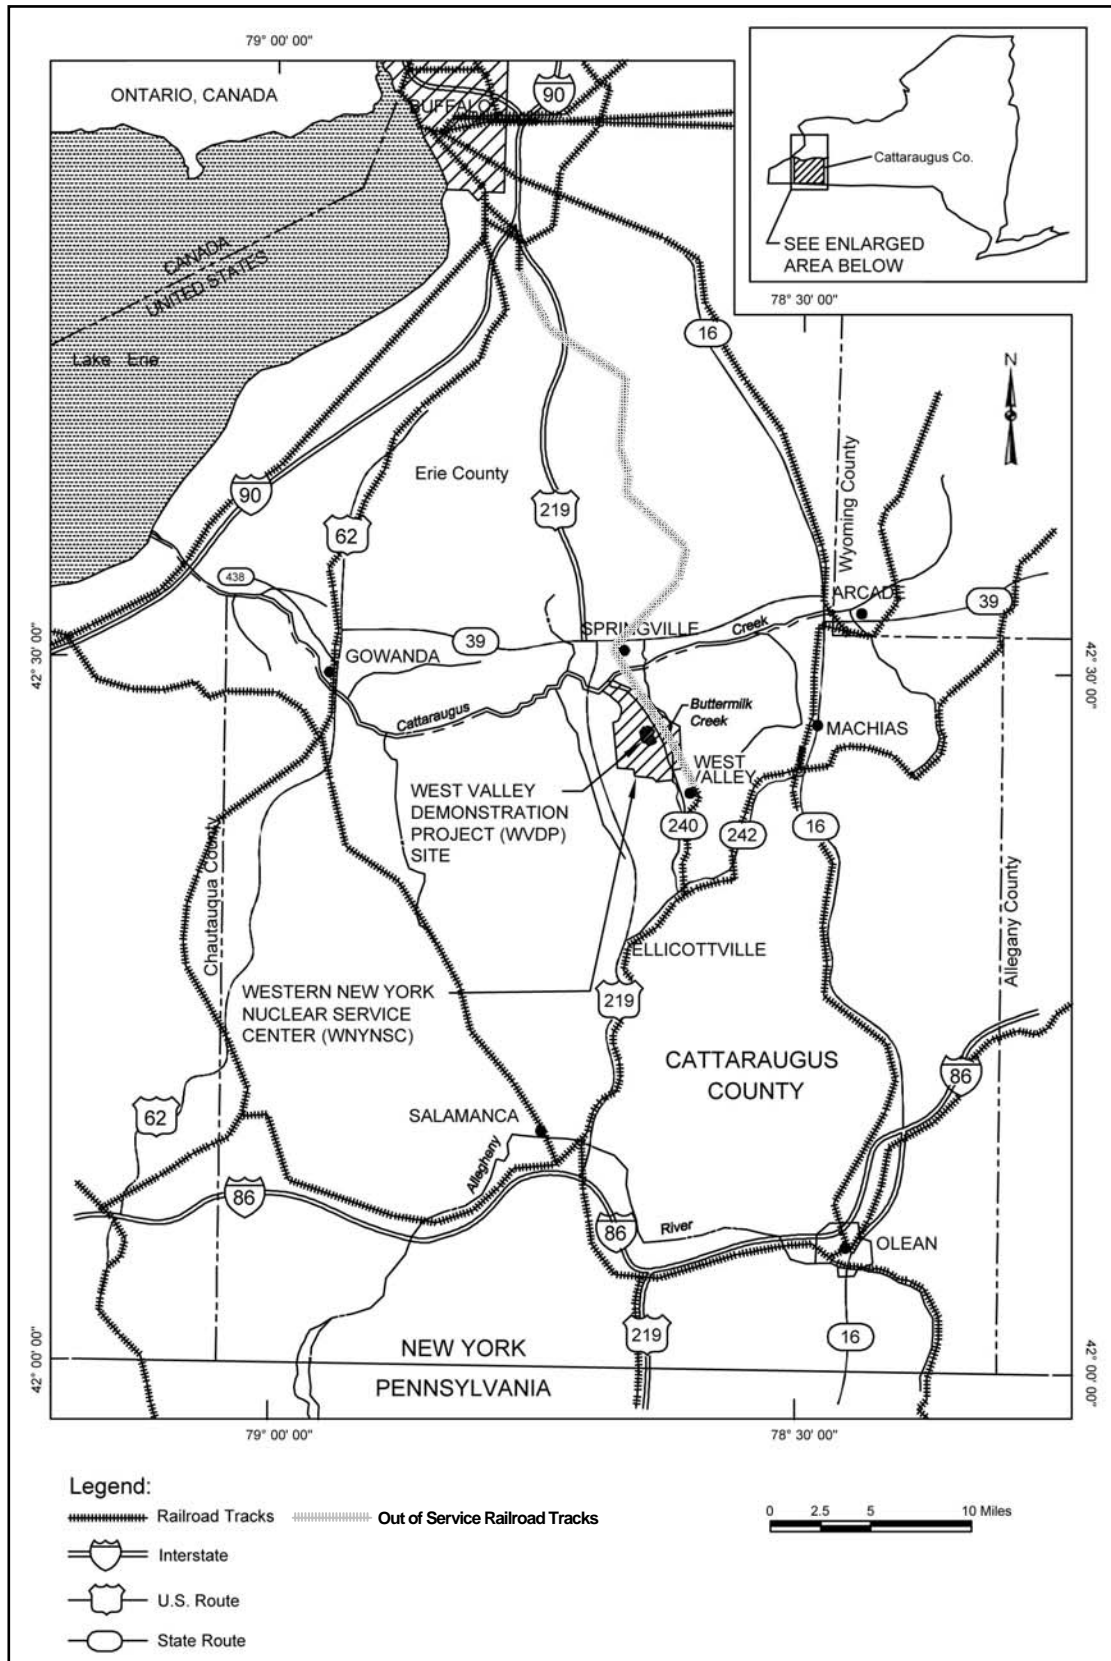 79° 00' 00"
ONTARIO, CANADA
BUFFALO
90
Cattaraugus Co.
SEE ENLARGED
AREA BELOW
CANADA
UNITED STATES
78° 30' 00"
16
Lake Erie
N
Erie County
90
219
62
Wyoming County
438
ARCADE
39
39
SPRINGVILLE
Creek
42° 30' 00"
GOWANDA
42° 30' 00"
Cattaraugus
Buttermilk
Creek
MACHIAS
WEST
VALLEY
WEST VALLEY
DEMONSTRATION
PROJECT (WVDP)
SITE
240
242
16
Chautauqua County
Allegany County
ELLICOTTVILLE
WESTERN NEW YORK
NUCLEAR SERVICE
CENTER (WNYNSC)
219
CATTARAUGUS
COUNTY
86
62
SALAMANCA
Allegheny
86
86
River
OLEAN
219
16
NEW YORK
PENNSYLVANIA
42° 00' 00"
42° 00' 00"
79° 00' 00"
78° 30' 00"
Legend:
Railroad Tracks
Out of Service Railroad Tracks
0 2.5 5 10 Miles
Interstate
U.S. Route
State Route